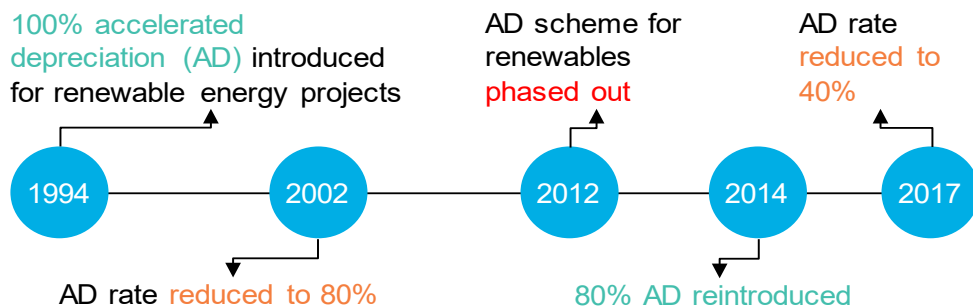 100% accelerated
depreciation (AD) introduced
for renewable energy projects
AD scheme for
renewables
phased out
AD rate
reduced to
40%
1994
2002
2012
2014
2017
AD rate reduced to 80%
80% AD reintroduced